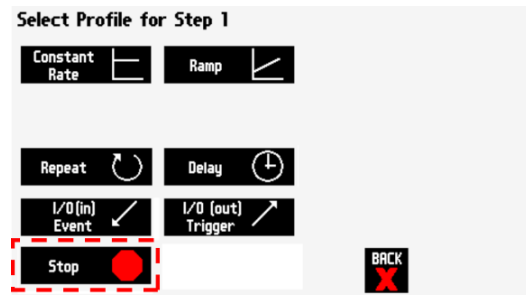 Select Profile for Step 1
Constant
Rate
Ramp
Repeat
Delay
I/O(in)
Event
I/O (out)
Trigger
Stop
BACK
X